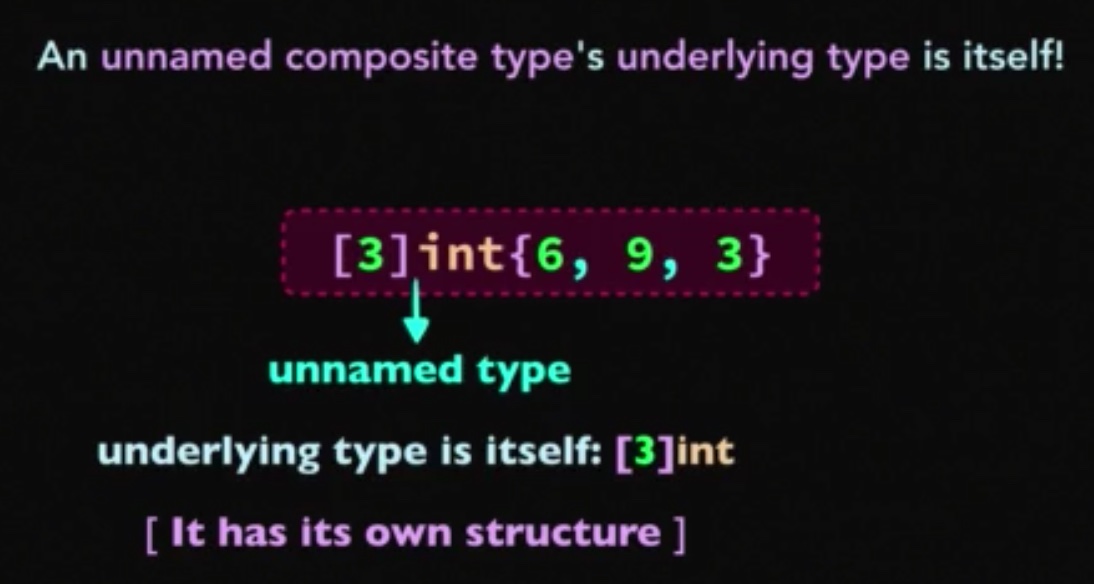 An unnamed composite type's underlying type is itself!
[3]int{6, 9, 3}
unnamed type
underlying type is itself: [3]int
[ It has its own structure ]